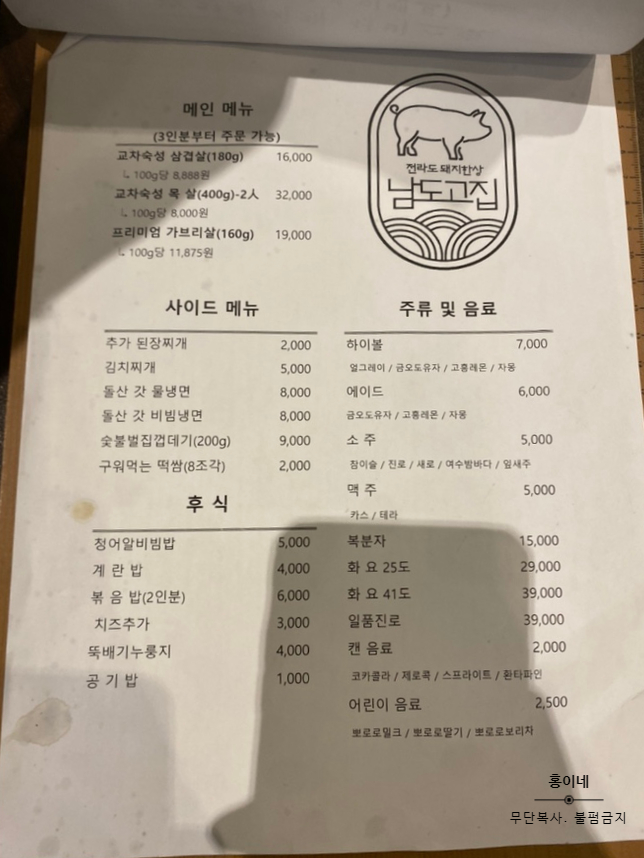 메인 메뉴
(3인분부터 주문 가능)
교차숙성 삼겹살(180g) 16,000
↳ 100g당 8,888원
교차숙성 목 살(400g)-2人 32,000
↳ 100g당 8,000원
프리미엄 가브리살(160g) 19,000
↳ 100g당 11,875원
전라도 돼지한상
남도고집
사이드 메뉴
추가 된장찌개 2,000
김치찌개 5,000
돌산 갓 물냉면 8,000
돌산 갓 비빔냉면 8,000
숯불벌집껍데기(200g) 9,000
구워먹는 떡쌈(8조각) 2,000
후 식
청어알비빔밥 5,000
계 란 밥 4,000
볶 음 밥(2인분) 6,000
치즈추가 3,000
뚝배기누룽지 4,000
공 기 밥 1,000
주류 및 음료
하이볼 7,000
얼그레이 / 금오도유자 / 고흥레몬 / 자몽
에이드 6,000
금오도유자 / 고흥레몬 / 자몽
소 주 5,000
참이슬 / 진로 / 새로 / 여수밤바다 / 잎새주
맥 주 5,000
카스 / 테라
복분자 15,000
화 요 25도 29,000
화 요 41도 39,000
일품진로 39,000
캔 음료 2,000
코카콜라 / 제로콕 / 스프라이트 / 환타파인
어린이 음료 2,500
뽀로로밀크 / 뽀로로딸기 / 뽀로로보리차
홍이네
무단복사. 불펌금지